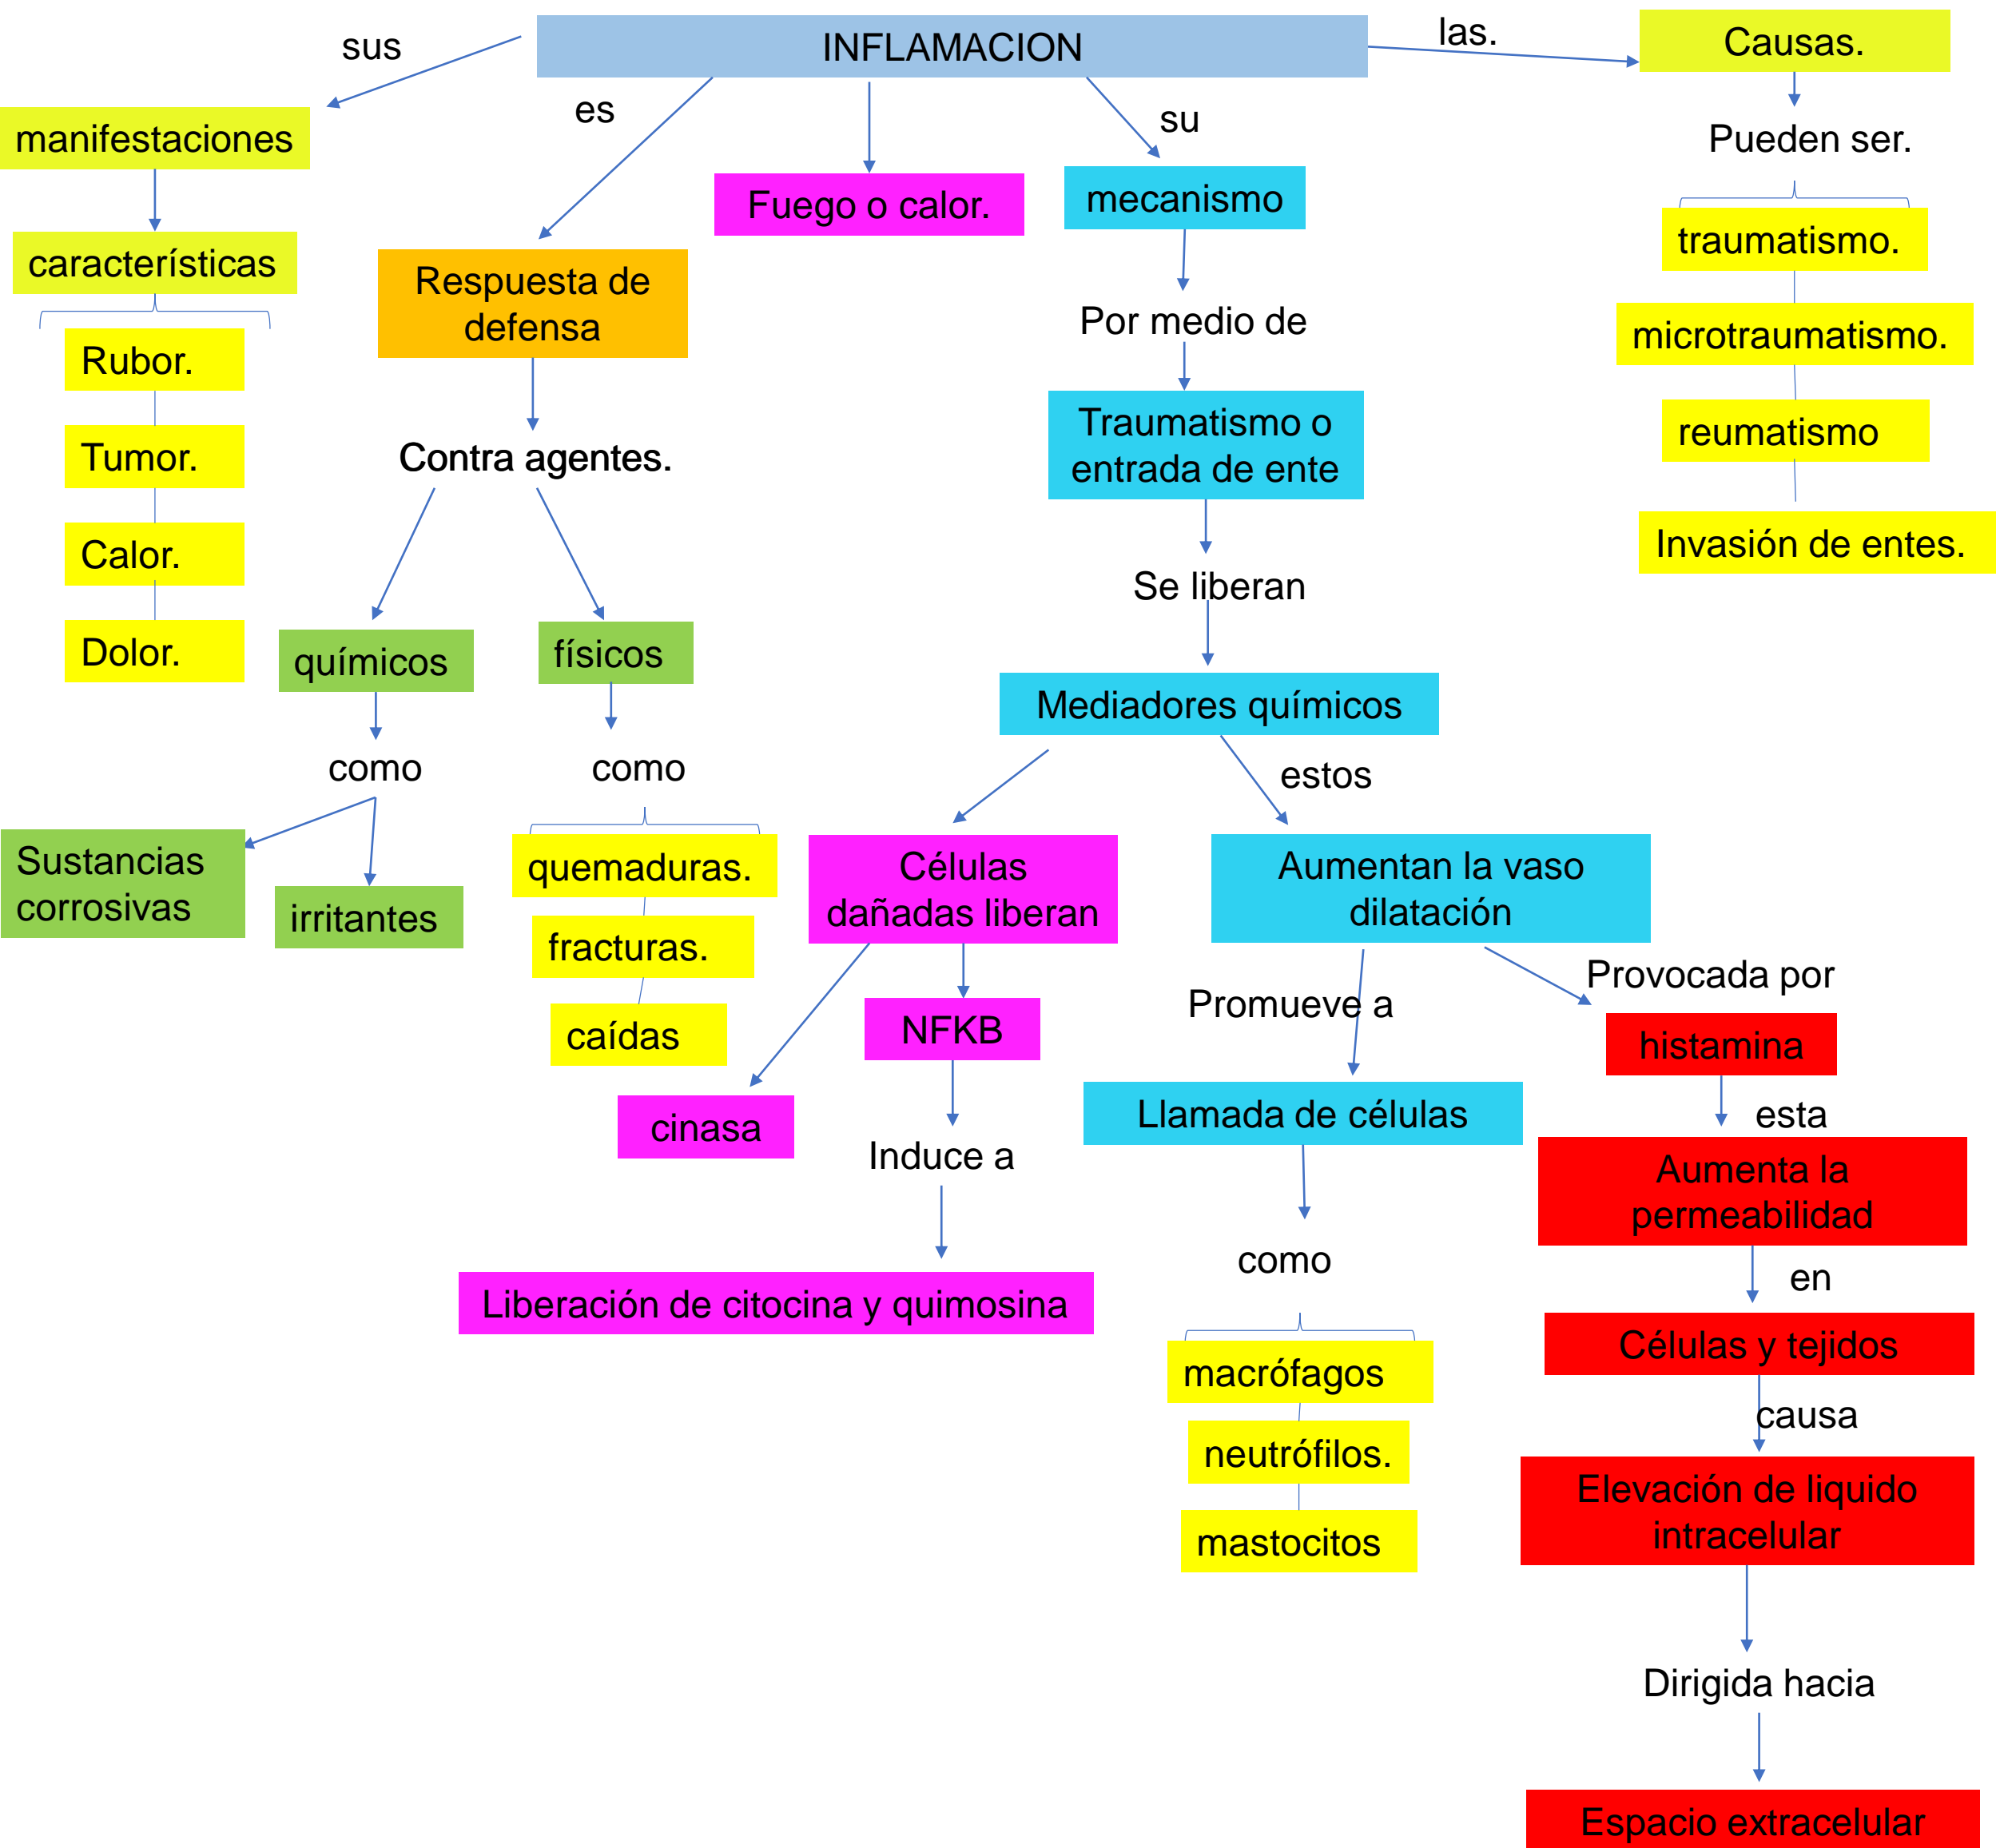 INFLAMACION
sus
es
su
las.
Causas.
Pueden ser.
traumatismo.
microtraumatismo.
reumatismo
Invasión de entes.
manifestaciones
características
Rubor.
Tumor.
Calor.
Dolor.
Respuesta de
defensa
Contra agentes.
químicos
como
Sustancias
corrosivas
irritantes
físicos
como
quemaduras.
fracturas.
caídas
Fuego o calor.
mecanismo
Por medio de
Traumatismo o
entrada de ente
Se liberan
Mediadores químicos
estos
Células
dañadas liberan
cinasa
NFKB
Induce a
Liberación de citocina y quimosina
Aumentan la vaso
dilatación
Promueve a
Llamada de células
como
macrófagos
neutrófilos.
mastocitos
Provocada por
histamina
esta
Aumenta la
permeabilidad
en
Células y tejidos
causa
Elevación de liquido
intracelular
Dirigida hacia
Espacio extracelular